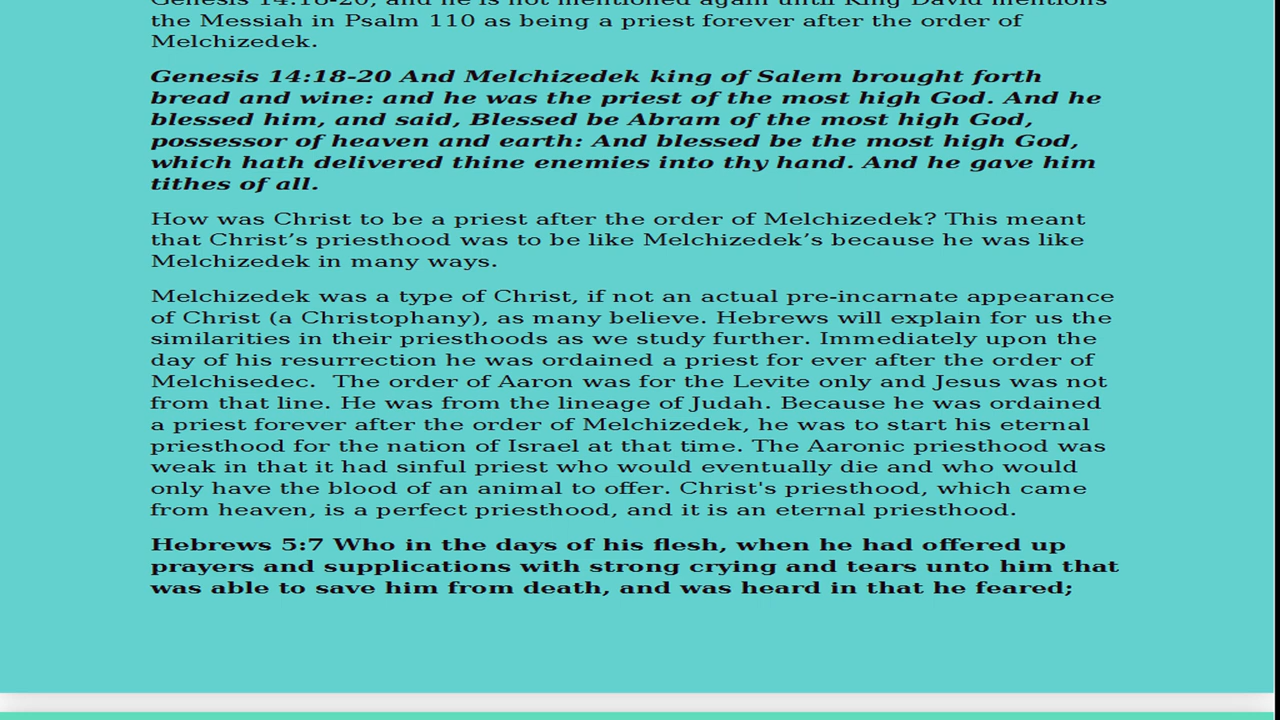 Genesis 14:18-20, and he is not mentioned again until King David mentions
the Messiah in Psalm 110 as being a priest forever after the order of
Melchizedek.
Genesis 14:18-20 And Melchizedek king of Salem brought forth
bread and wine: and he was the priest of the most high God. And he
blessed him, and said, Blessed be Abram of the most high God,
possessor of heaven and earth: And blessed be the most high God,
which hath delivered thine enemies into thy hand. And he gave him
tithes of all.
How was Christ to be a priest after the order of Melchizedek? This meant
that Christ’s priesthood was to be like Melchizedek’s because he was like
Melchizedek in many ways.
Melchizedek was a type of Christ, if not an actual pre-incarnate appearance
of Christ (a Christophany), as many believe. Hebrews will explain for us the
similarities in their priesthoods as we study further. Immediately upon the
day of his resurrection he was ordained a priest for ever after the order of
Melchisedec.  The order of Aaron was for the Levite only and Jesus was not
from that line. He was from the lineage of Judah. Because he was ordained
a priest forever after the order of Melchizedek, he was to start his eternal
priesthood for the nation of Israel at that time. The Aaronic priesthood was
weak in that it had sinful priest who would eventually die and who would
only have the blood of an animal to offer. Christ's priesthood, which came
from heaven, is a perfect priesthood, and it is an eternal priesthood.
Hebrews 5:7 Who in the days of his flesh, when he had offered up
prayers and supplications with strong crying and tears unto him that
was able to save him from death, and was heard in that he feared;